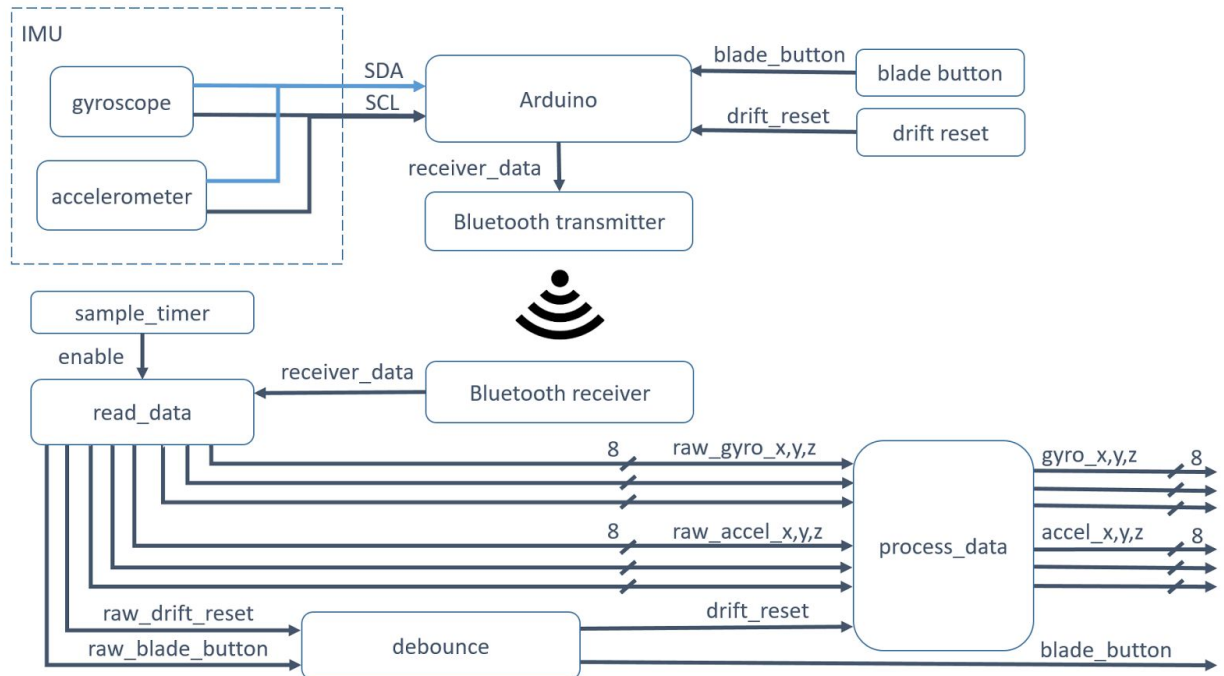 IMU
gyroscope
accelerometer
SDA
SCL
Arduino
blade_button
blade button
drift_reset
drift reset
receiver_data
Bluetooth transmitter
sample_timer
enable
read_data
receiver_data
Bluetooth receiver
8
raw_gyro_x,y,z
8
raw_accel_x,y,z
process_data
gyro_x,y,z
8
accel_x,y,z
8
raw_drift_reset
raw_blade_button
debounce
drift_reset
blade_button